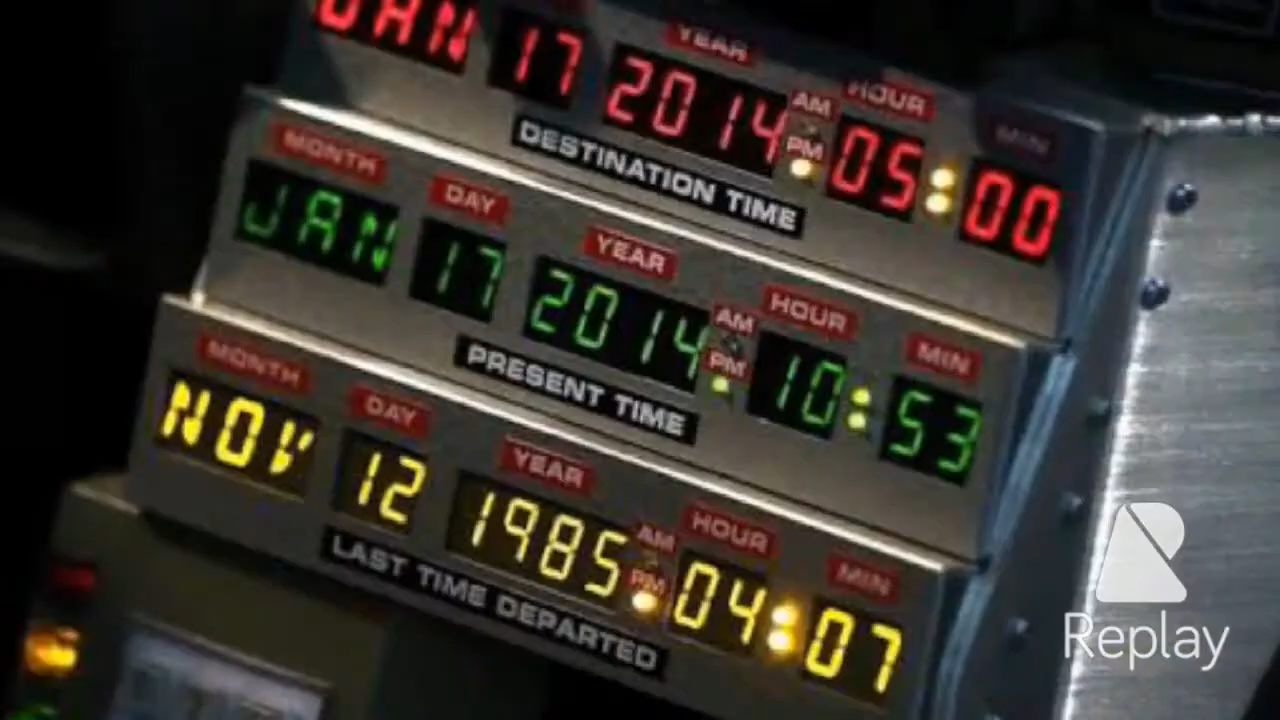 JAN 17 2014 AM PM 05:00
YEAR HOUR MIN
DESTINATION TIME
MONTH DAY YEAR AM PM HOUR MIN
JAN 17 2014 10:53
PRESENT TIME
MONTH DAY YEAR AM PM HOUR MIN
NOV 12 1985 04:07
LAST TIME DEPARTED
R
Replay